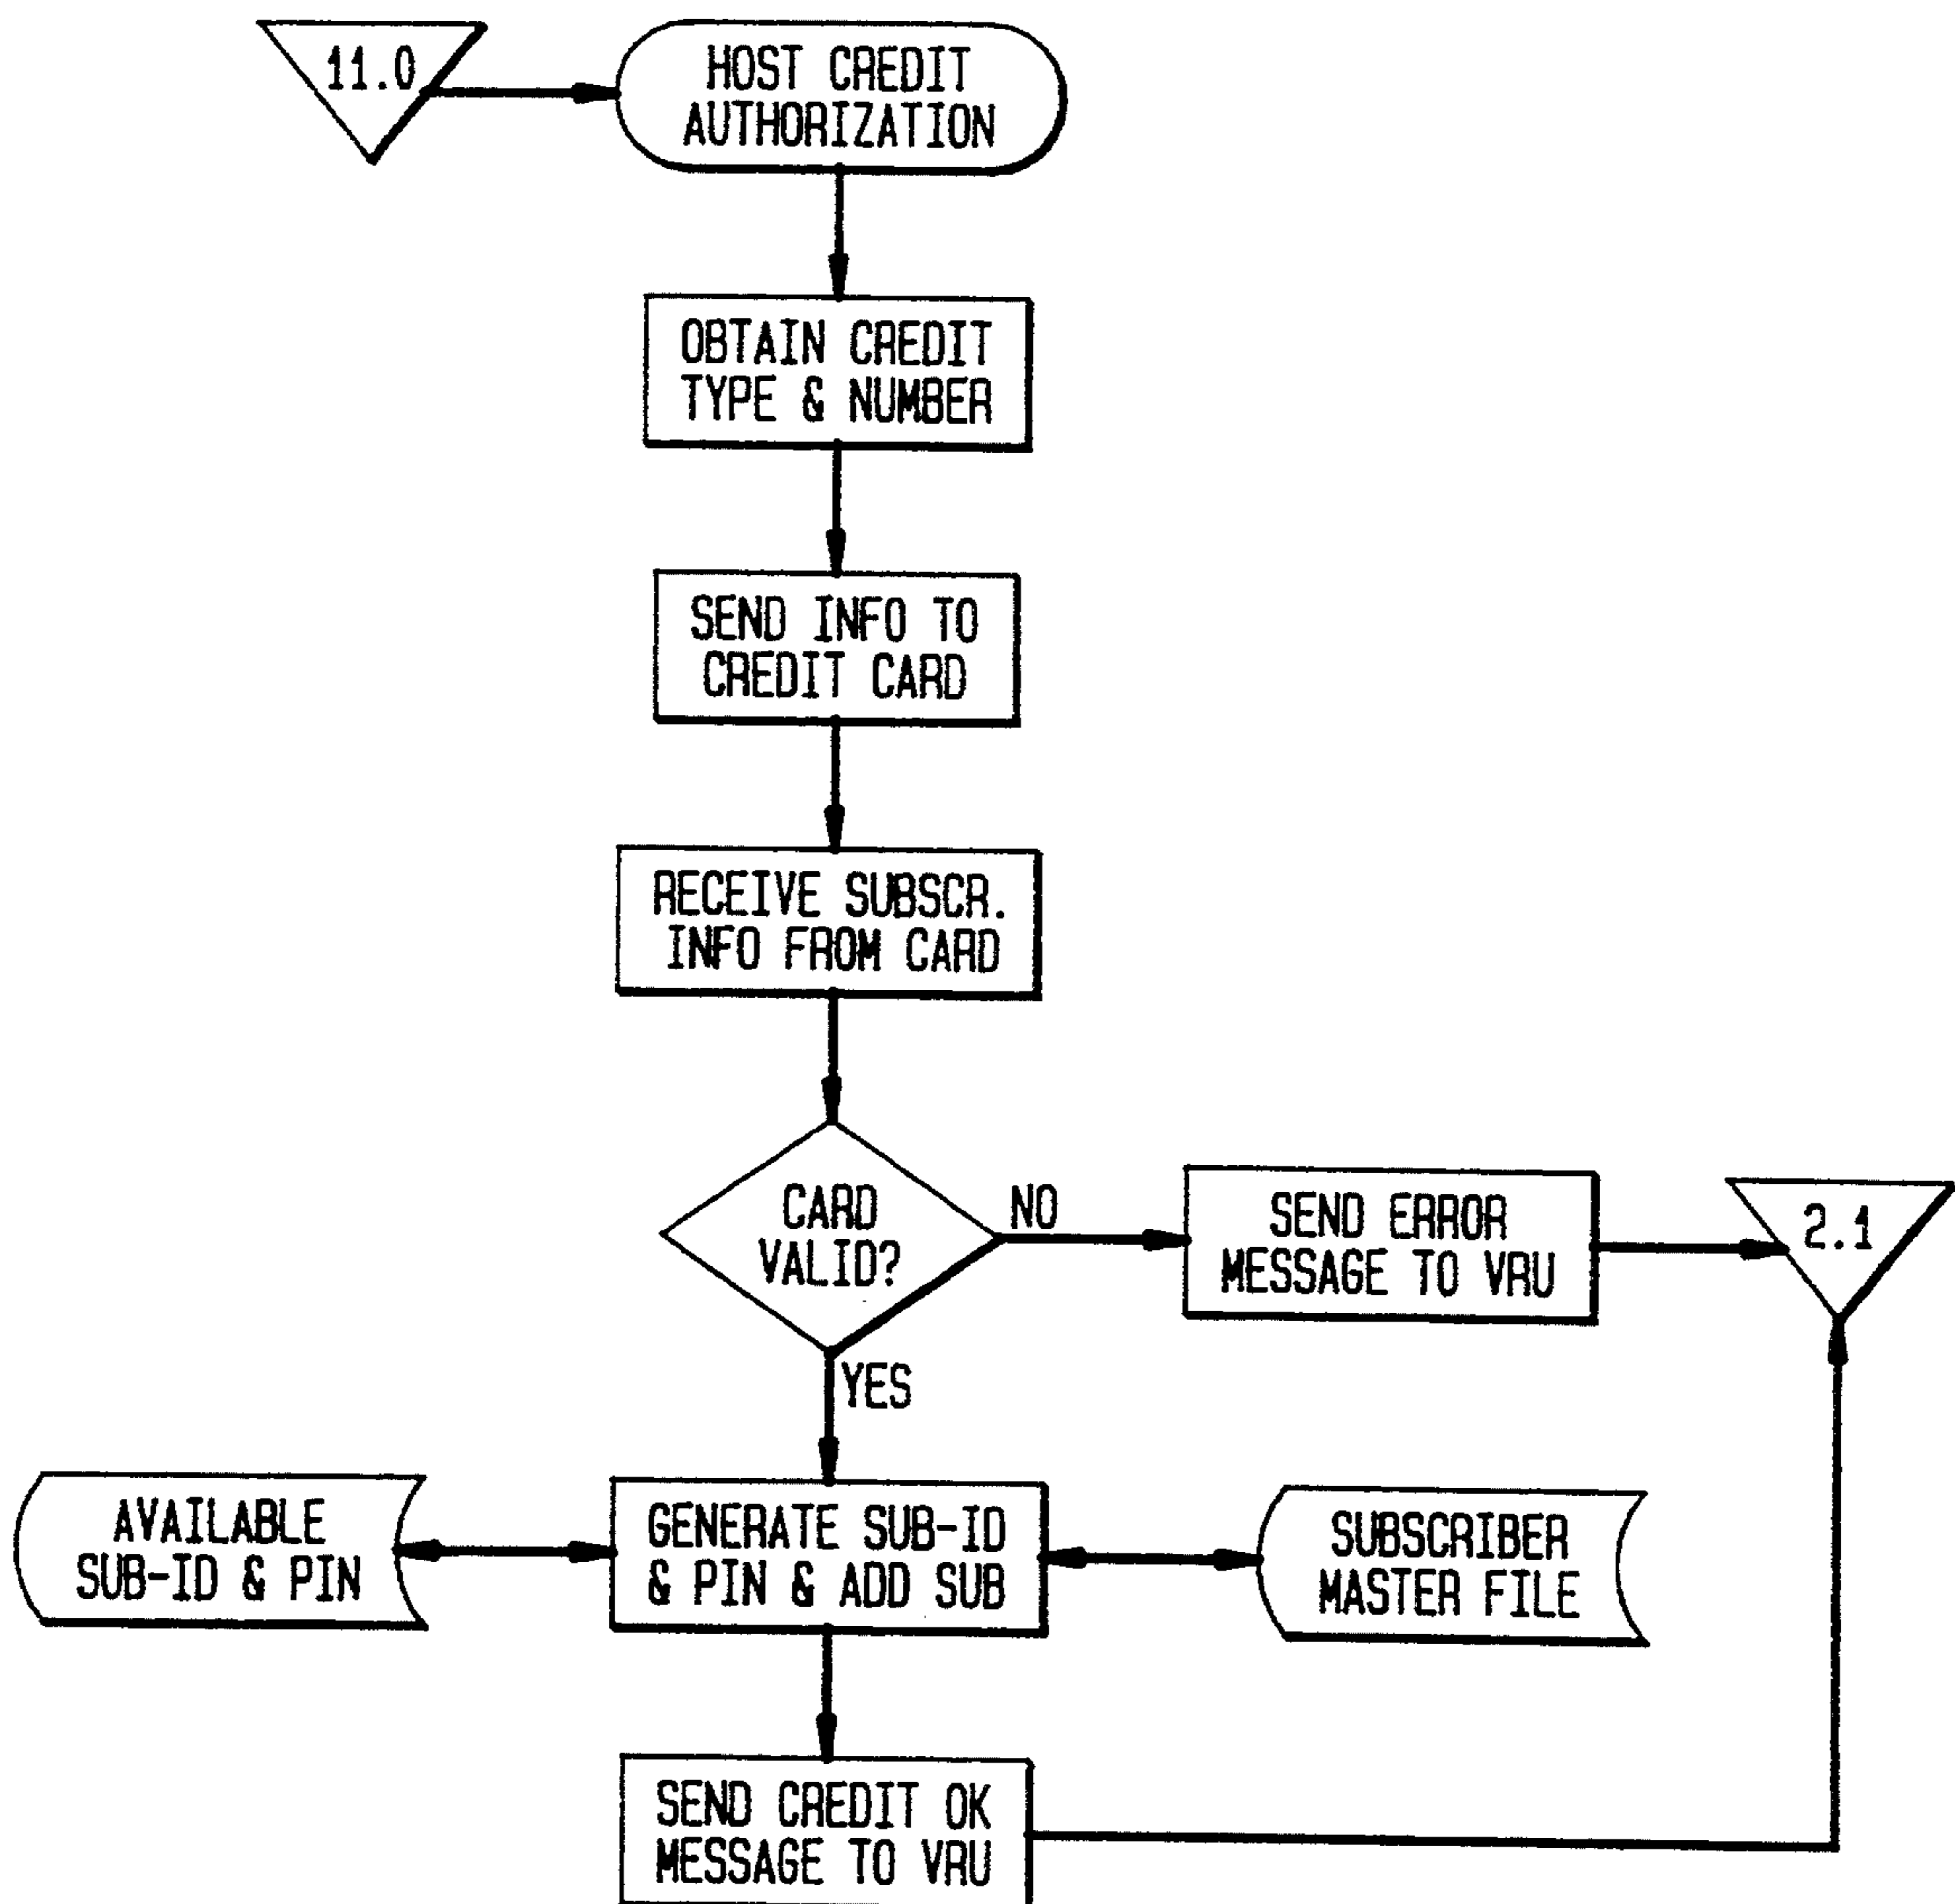 11.0
HOST CREDIT
AUTHORIZATION
OBTAIN CREDIT
TYPE & NUMBER
SEND INFO TO
CREDIT CARD
RECEIVE SUBSCR.
INFO FROM CARD
CARD
VALID?
NO
SEND ERROR
MESSAGE TO VRU
2.1
YES
AVAILABLE
SUB-ID & PIN
GENERATE SUB-ID
& PIN & ADD SUB
SUBSCRIBER
MASTER FILE
SEND CREDIT OK
MESSAGE TO VRU